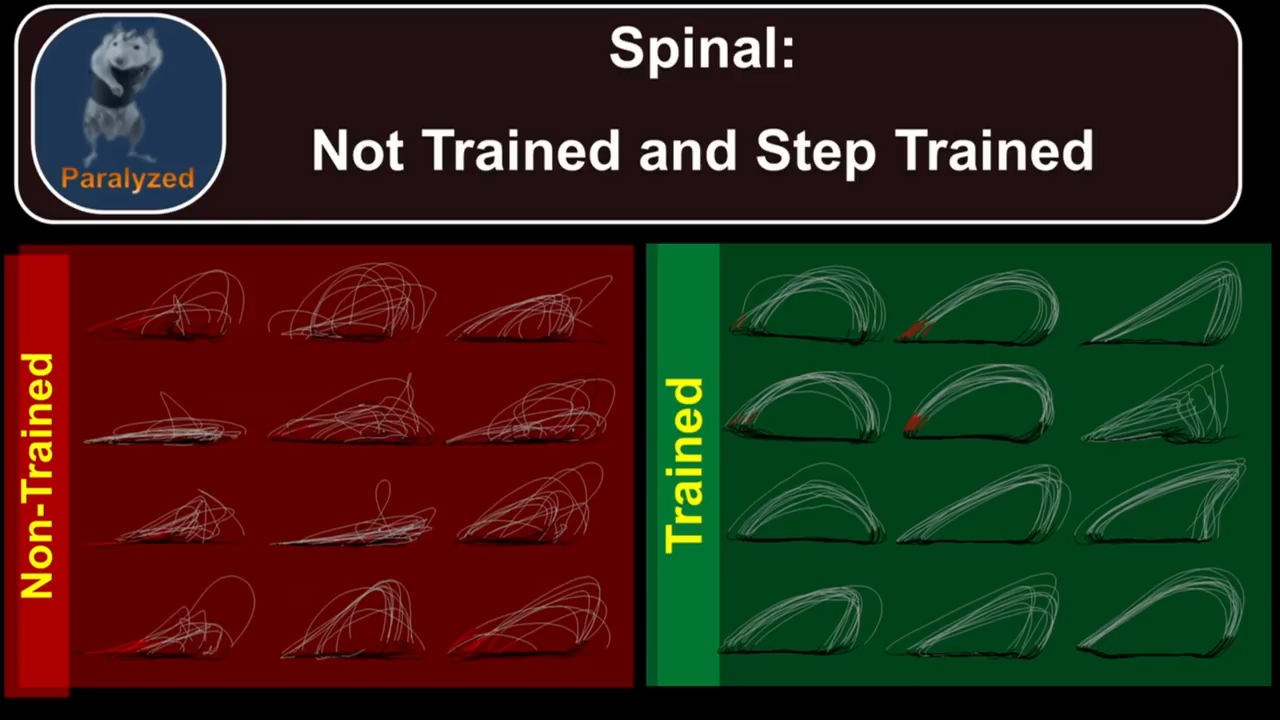 Spinal:
Not Trained and Step Trained
Paralyzed
Non-Trained
Trained